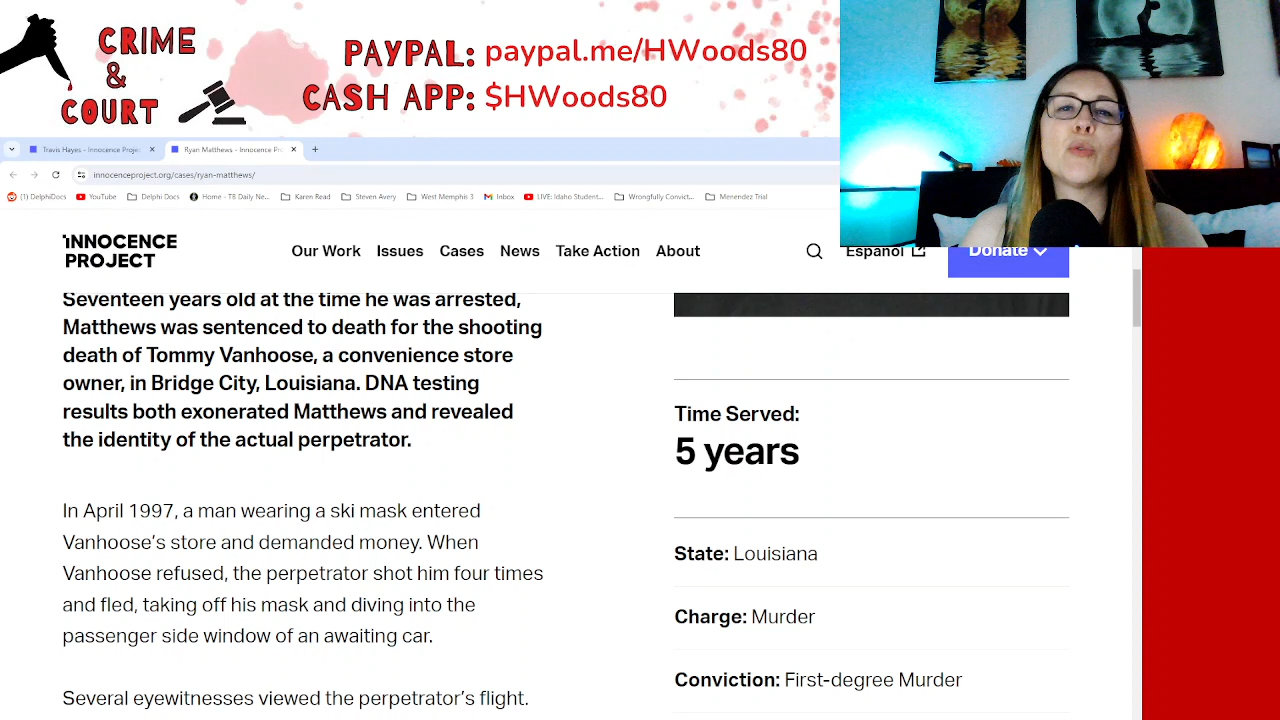 CRIME
&
COURT
PAYPAL: paypal.me/HWoods80
CASH APP: $HWoods80
Travis Hayes - Innocence Proje
Ryan Matthews - Innocence Pr
innocenceproject.org/cases/ryan-matthews/
(1) DelphiDocs YouTube Delphi Docs Home - TB Daily Ne... Karen Read Steven Avery West Memphis 3 Inbox LIVE: Idaho Student... Wrongfully Convict... Menendez Trial
INNOCENCE
PROJECT
Our Work Issues Cases News Take Action About Español Donate
Seventeen years old at the time he was arrested,
Matthews was sentenced to death for the shooting
death of Tommy Vanhoose, a convenience store
owner, in Bridge City, Louisiana. DNA testing
results both exonerated Matthews and revealed
the identity of the actual perpetrator.
In April 1997, a man wearing a ski mask entered
Vanhoose's store and demanded money. When
Vanhoose refused, the perpetrator shot him four times
and fled, taking off his mask and diving into the
passenger side window of an awaiting car.
Several eyewitnesses viewed the perpetrator's flight.
Time Served:
5 years
State: Louisiana
Charge: Murder
Conviction: First-degree Murder